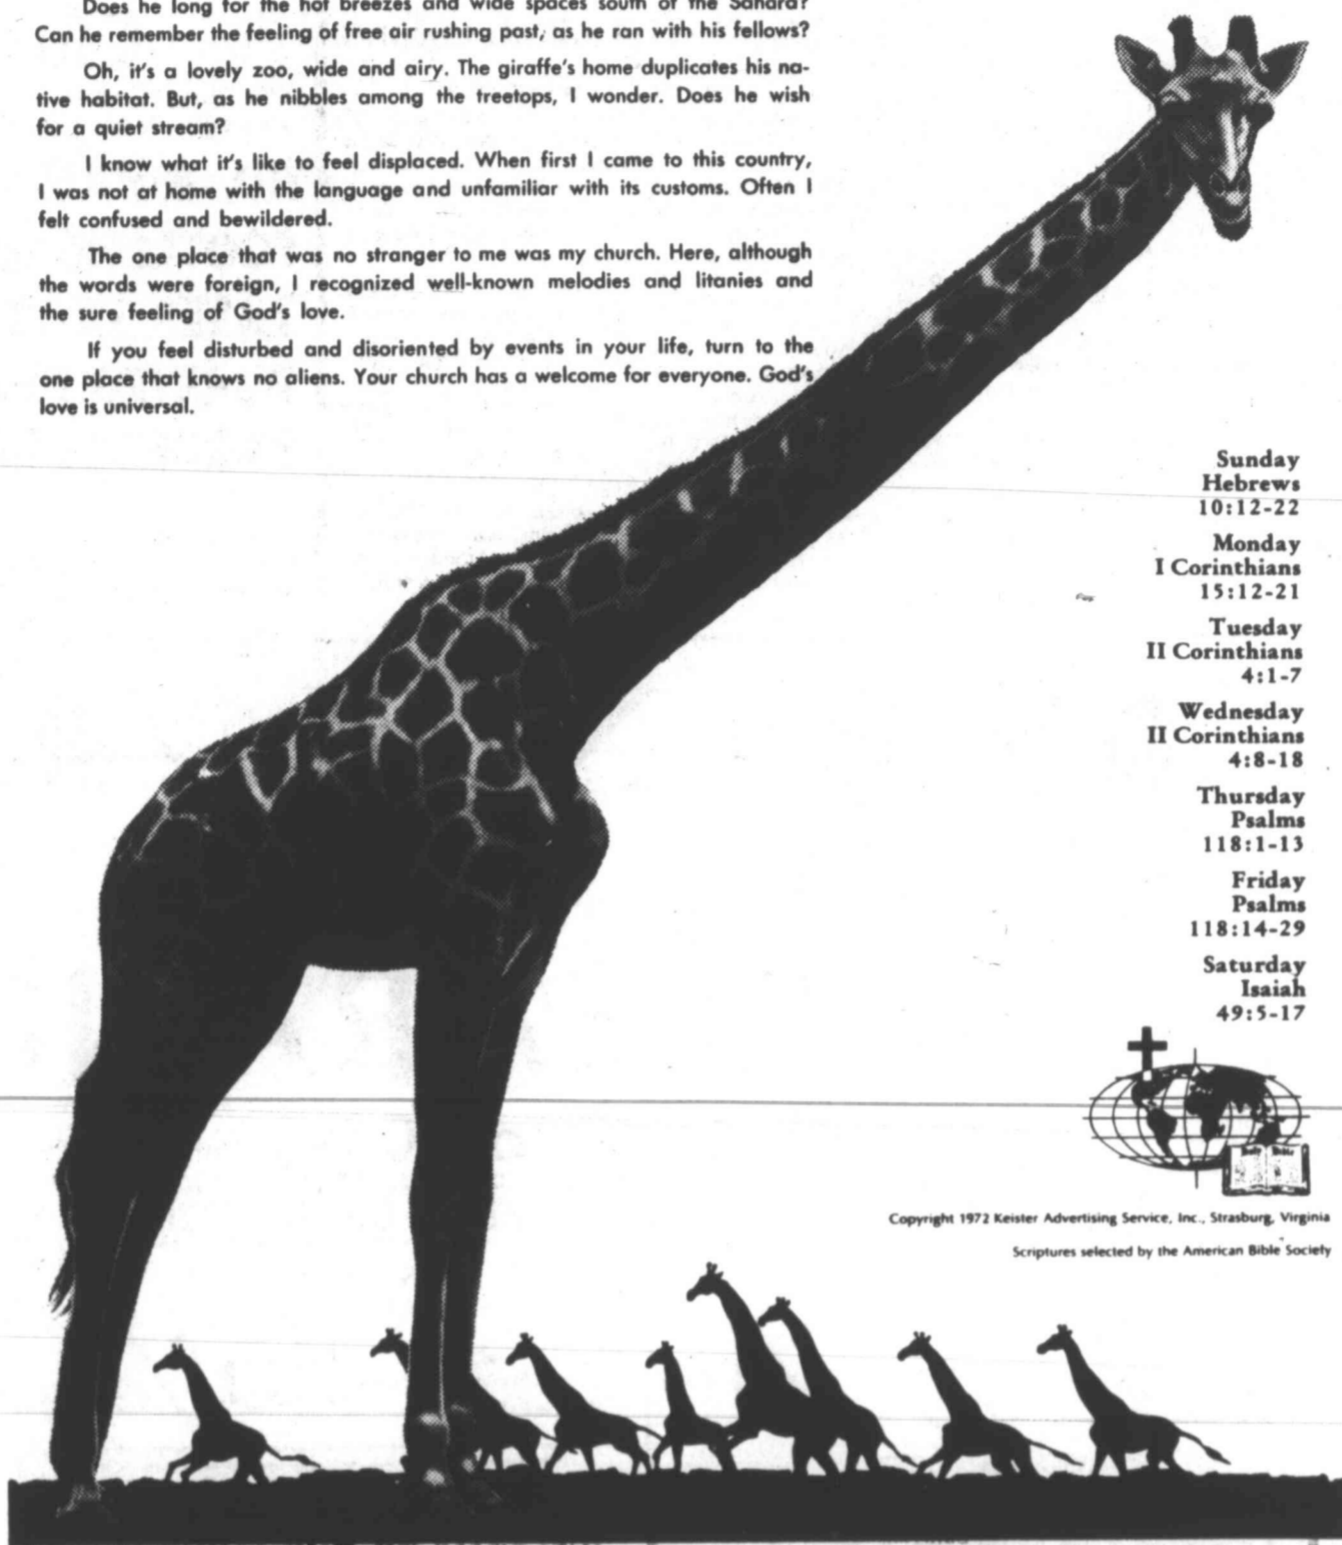 Does he long for the hot breezes and wide spaces south of the Sahara?
Can he remember the feeling of free air rushing past, as he ran with his fellows?
Oh, it's a lovely zoo, wide and airy. The giraffe's home duplicates his na-
tive habitat. But, as he nibbles among the treetops, I wonder. Does he wish
for a quiet stream?
I know what it's like to feel displaced. When first I came to this country,
I was not at home with the language and unfamiliar with its customs. Often I
felt confused and bewildered.
The one place that was no stranger to me was my church. Here, although
the words were foreign, I recognized well-known melodies and litanies and
the sure feeling of God's love.
If you feel disturbed and disoriented by events in your life, turn to the
one place that knows no aliens. Your church has a welcome for everyone. God's
love is universal.
Sunday
Hebrews
10:12-22
Monday
I Corinthians
15:12-21
Tuesday
II Corinthians
4:1-7
Wednesday
II Corinthians
4:8-18
Thursday
Psalms
118:1-13
Friday
Psalms
118:14-29
Saturday
Isaiah
49:5-17
Holy Bible
Copyright 1972 Keister Advertising Service, Inc., Strasburg, Virginia
Scriptures selected by the American Bible Society